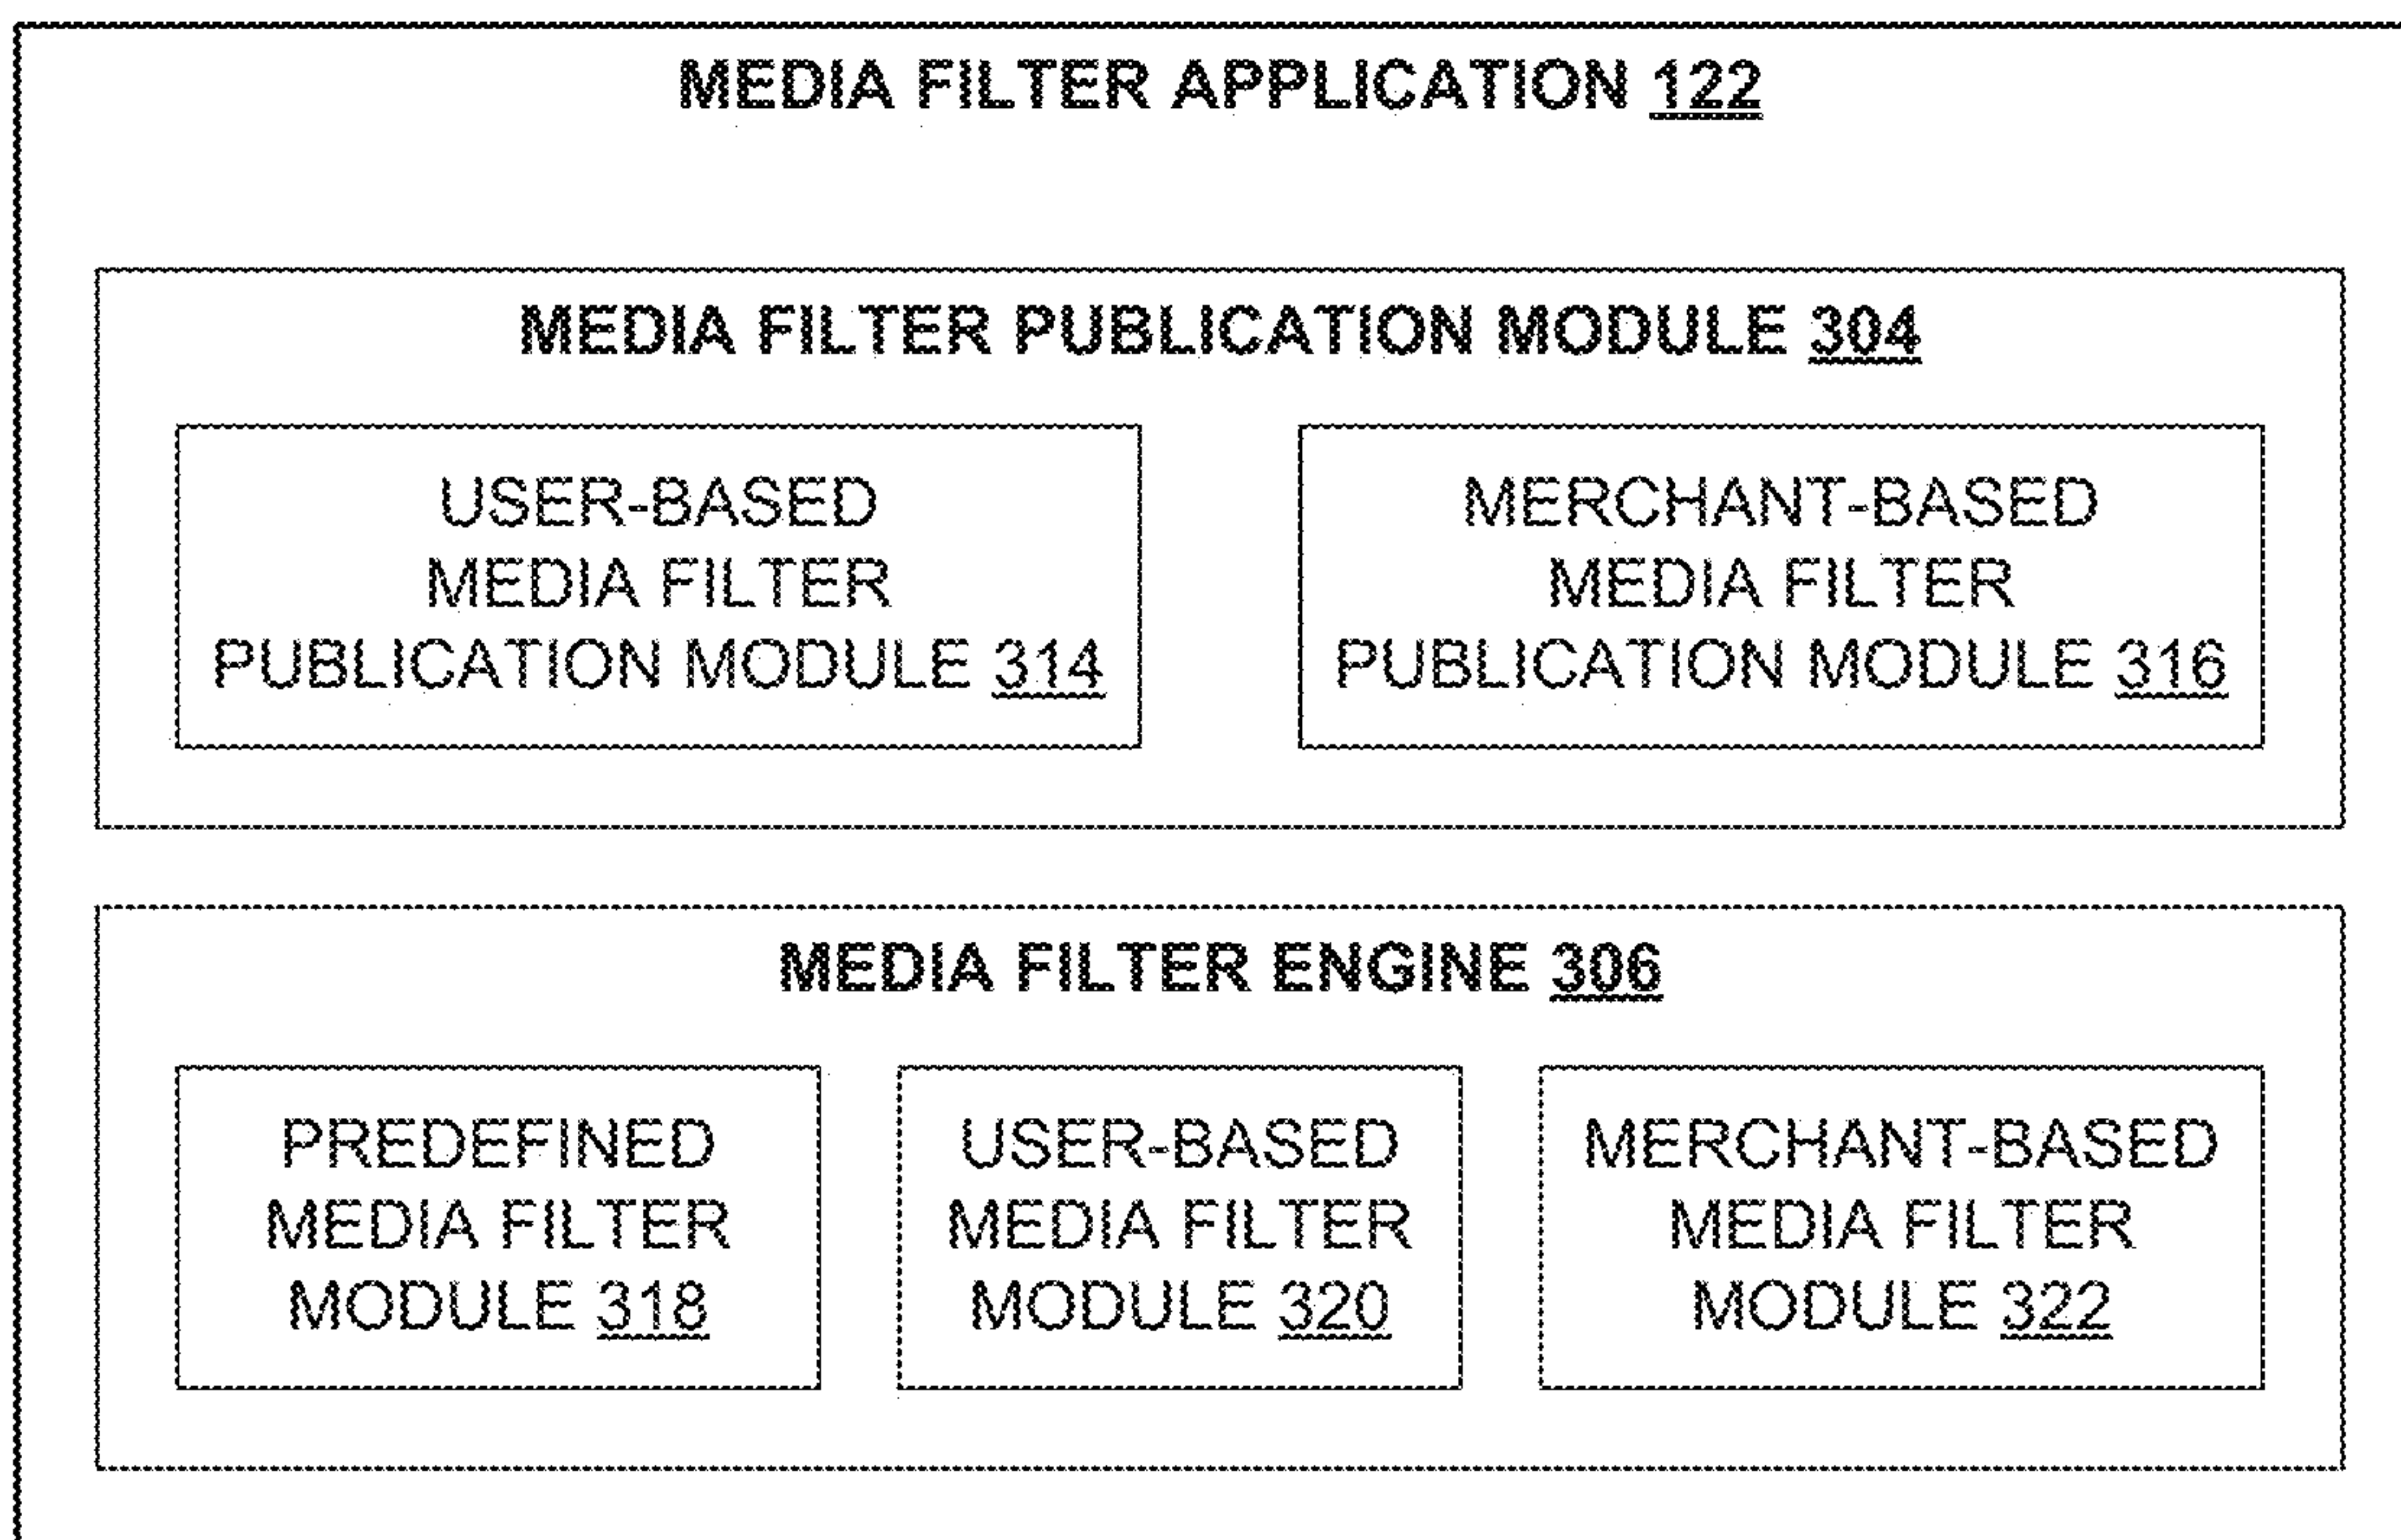 MEDIA FILTER APPLICATION 122
MEDIA FILTER PUBLICATION MODULE 304
USER-BASED
MEDIA FILTER
PUBLICATION MODULE 314
MERCHANT-BASED
MEDIA FILTER
PUBLICATION MODULE 316
MEDIA FILTER ENGINE 306
PREDEFINED
MEDIA FILTER
MODULE 318
USER-BASED
MEDIA FILTER
MODULE 320
MERCHANT-BASED
MEDIA FILTER
MODULE 322